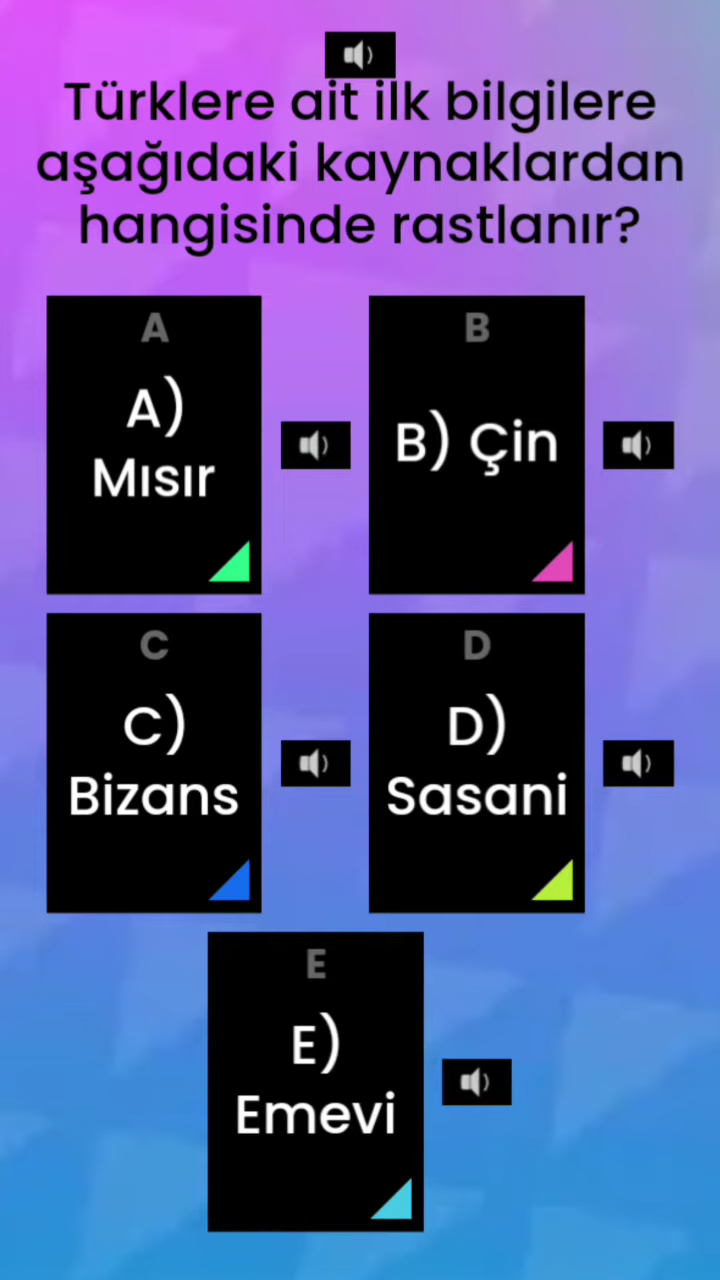 Türklere ait ilk bilgilere
aşağıdaki kaynaklardan
hangisinde rastlanır?
A
A)
Mısır
B
B) Çin
C
C)
Bizans
D
D)
Sasani
E
E)
Emevi